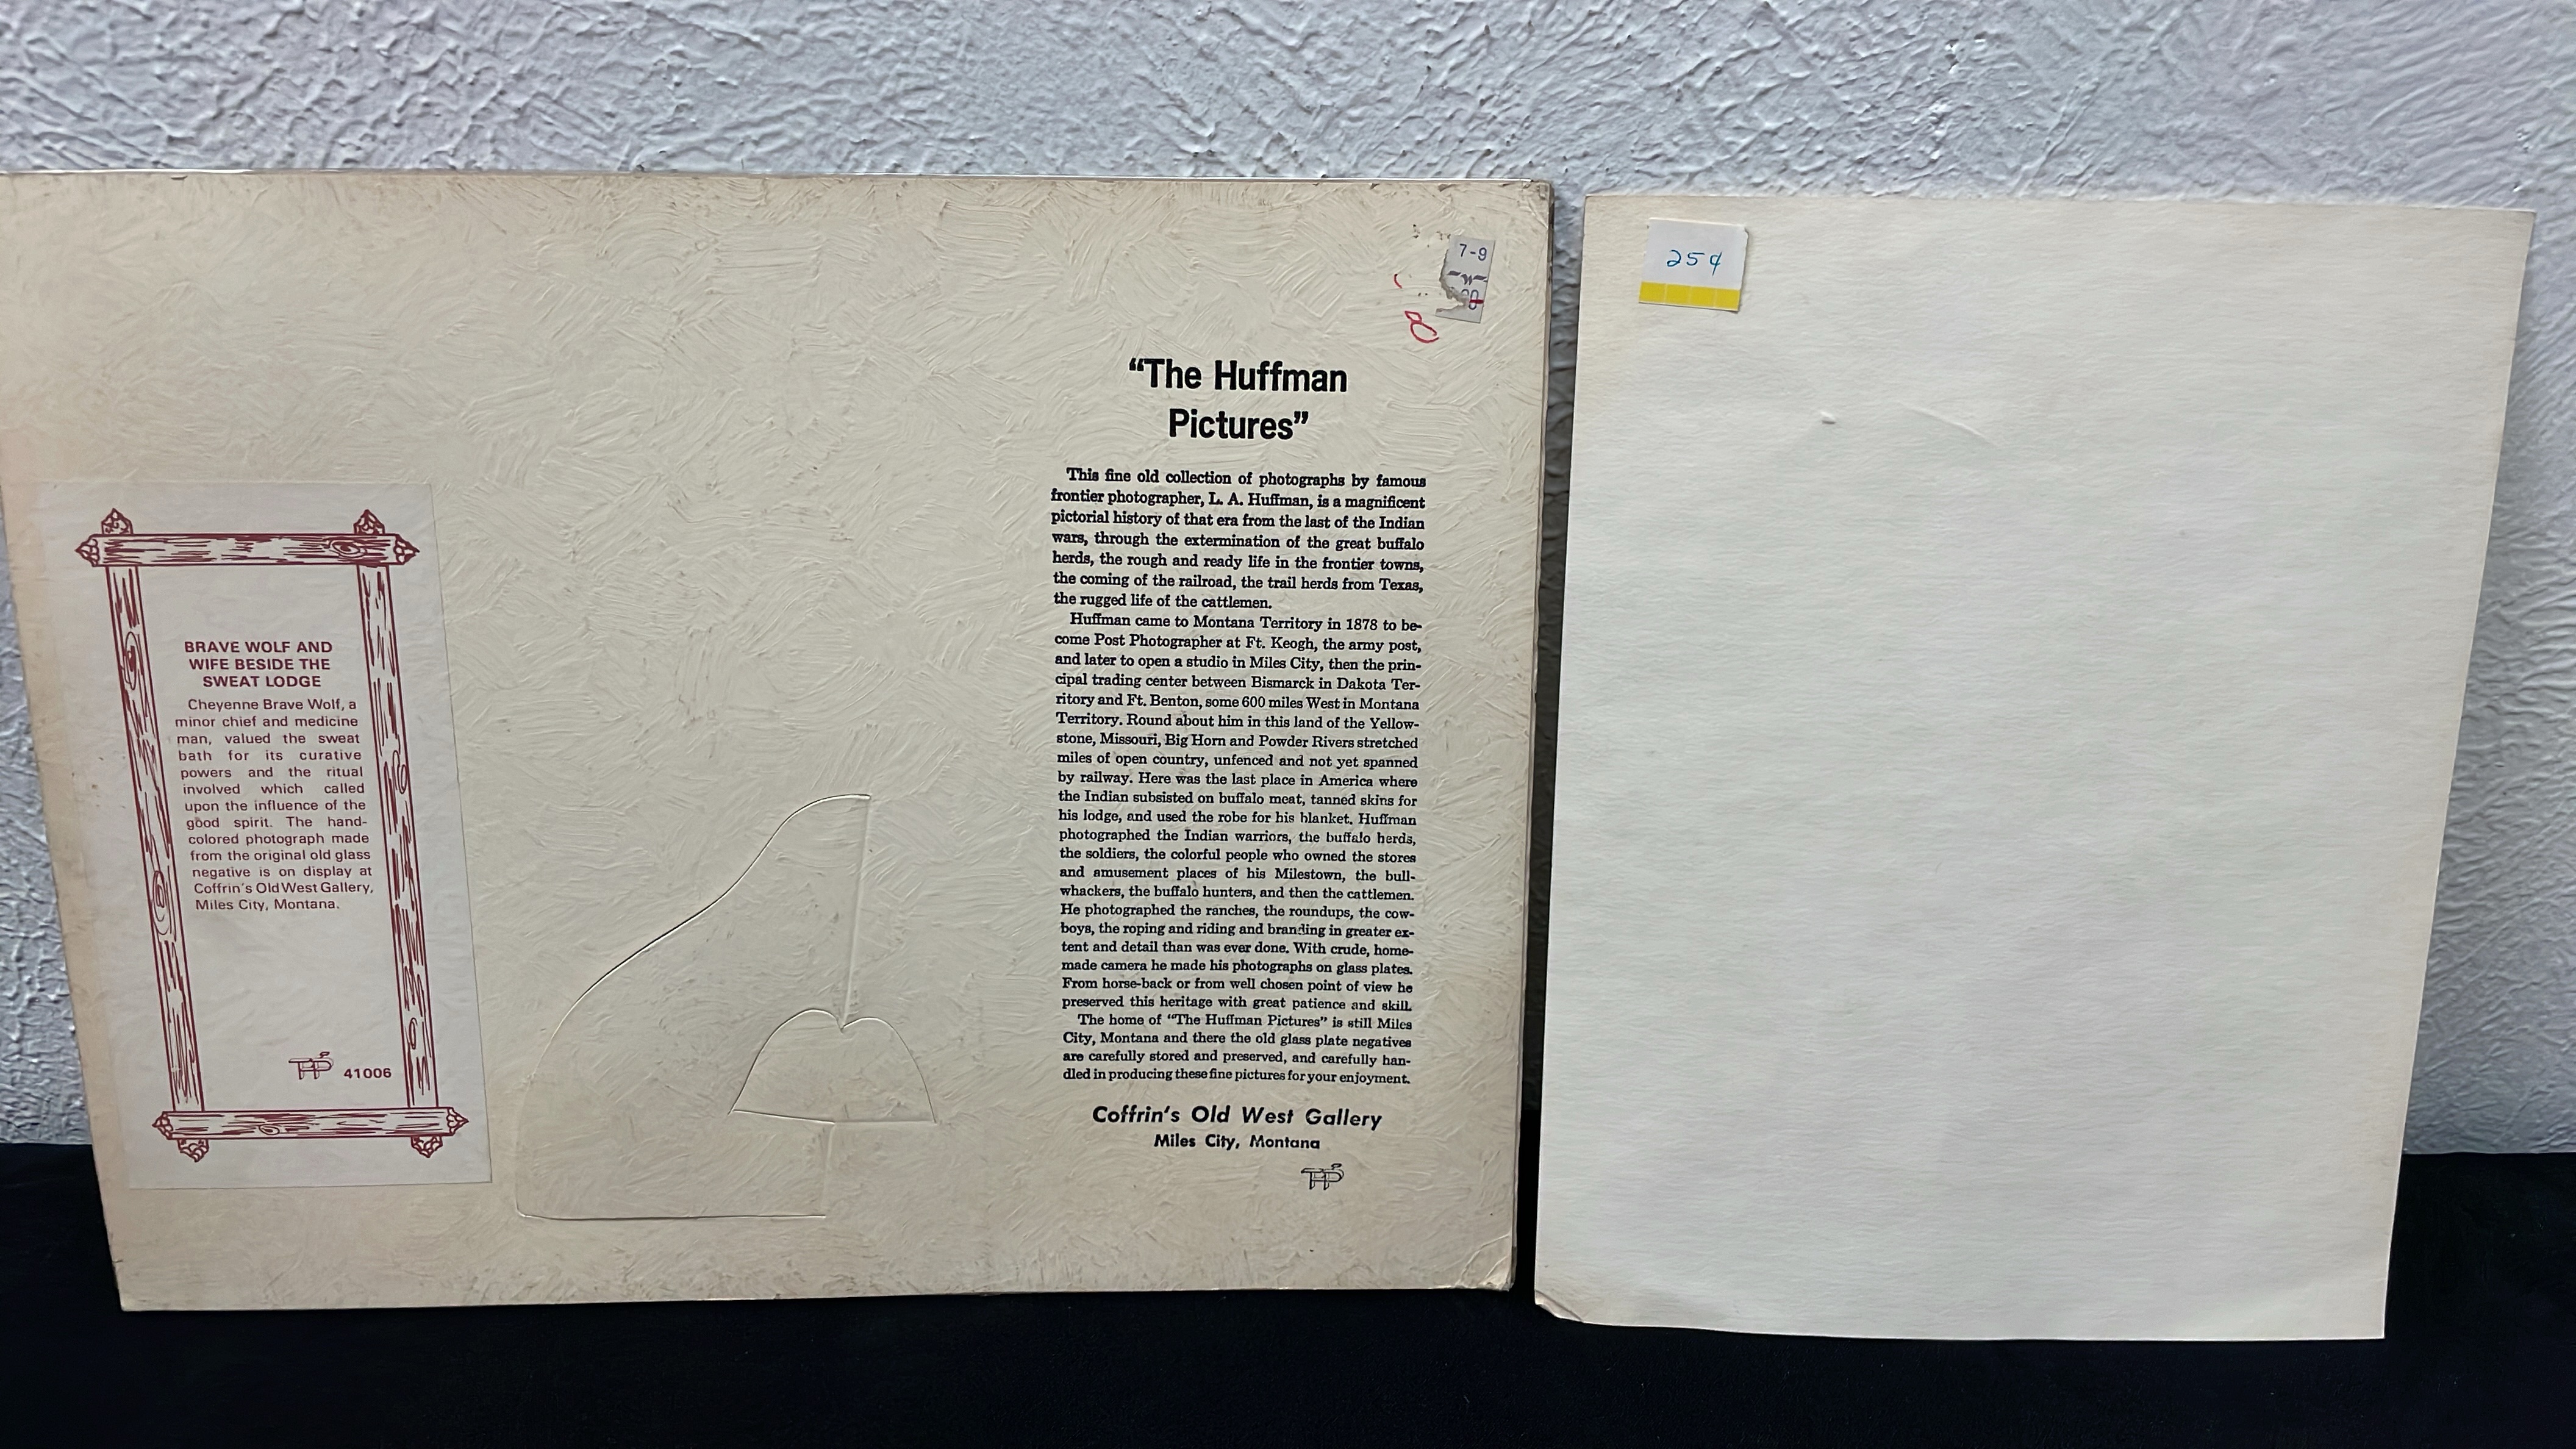 BRAVE WOLF AND
WIFE BESIDE THE
SWEAT LODGE
Cheyenne Brave Wolf, a
minor chief and medicine
man, valued the sweat
bath for its curative
powers and the ritual
involved which called
upon the influence of the
good spirit. The hand-
colored photograph made
from the original old glass
negative is on display at
Coffrin's Old West Gallery,
Miles City, Montana.
41006
7-9
"The Huffman
Pictures"
This fine old collection of photographs by famous
frontier photographer, L. A. Huffman, is a magnificent
pictorial history of that era from the last of the Indian
wars, through the extermination of the great buffalo
herds, the rough and ready life in the frontier towns,
the coming of the railroad, the trail herds from Texas,
the rugged life of the cattlemen.
Huffman came to Montana Territory in 1878 to be-
come Post Photographer at Ft. Keogh, the army post,
and later to open a studio in Miles City, then the prin-
cipal trading center between Bismarck in Dakota Ter-
ritory and Ft. Benton, some 600 miles West in Montana
Territory. Round about him in this land of the Yellow-
stone, Missouri, Big Horn and Powder Rivers stretched
miles of open country, unfenced and not yet spanned
by railway. Here was the last place in America where
the Indian subsisted on buffalo meat, tanned skins for
his lodge, and used the robe for his blanket. Huffman
photographed the Indian warriors, the buffalo herds,
the soldiers, the colorful people who owned the stores
and amusement places of his Milestown, the bull-
whackers, the buffalo hunters, and then the cattlemen.
He photographed the ranches, the roundups, the cow-
boys, the roping and riding and branding in greater ex-
tent and detail than was ever done. With crude, home-
made camera he made his photographs on glass plates.
From horse-back or from well chosen point of view he
preserved this heritage with great patience and skill.
The home of "The Huffman Pictures" is still Miles
City, Montana and there the old glass plate negatives
are carefully stored and preserved, and carefully han-
dled in producing these fine pictures for your enjoyment.
Coffrin's Old West Gallery
Miles City, Montana
25¢